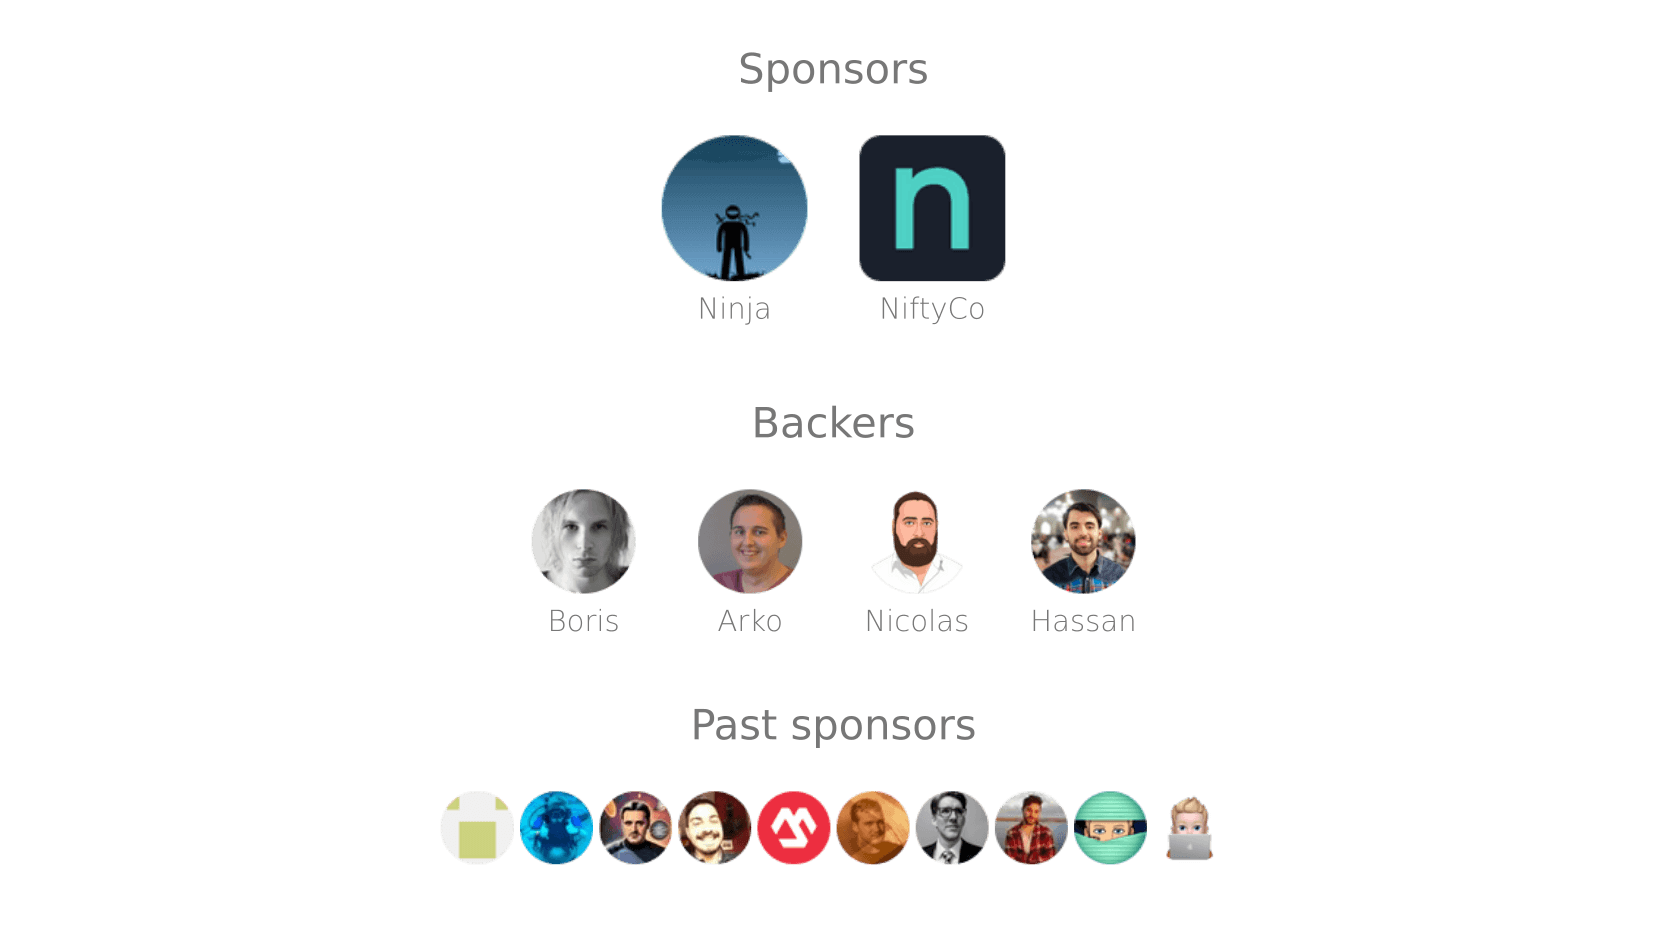 Sponsors
n
Ninja NiftyCo
Backers
Boris Arko Nicolas Hassan
Past sponsors